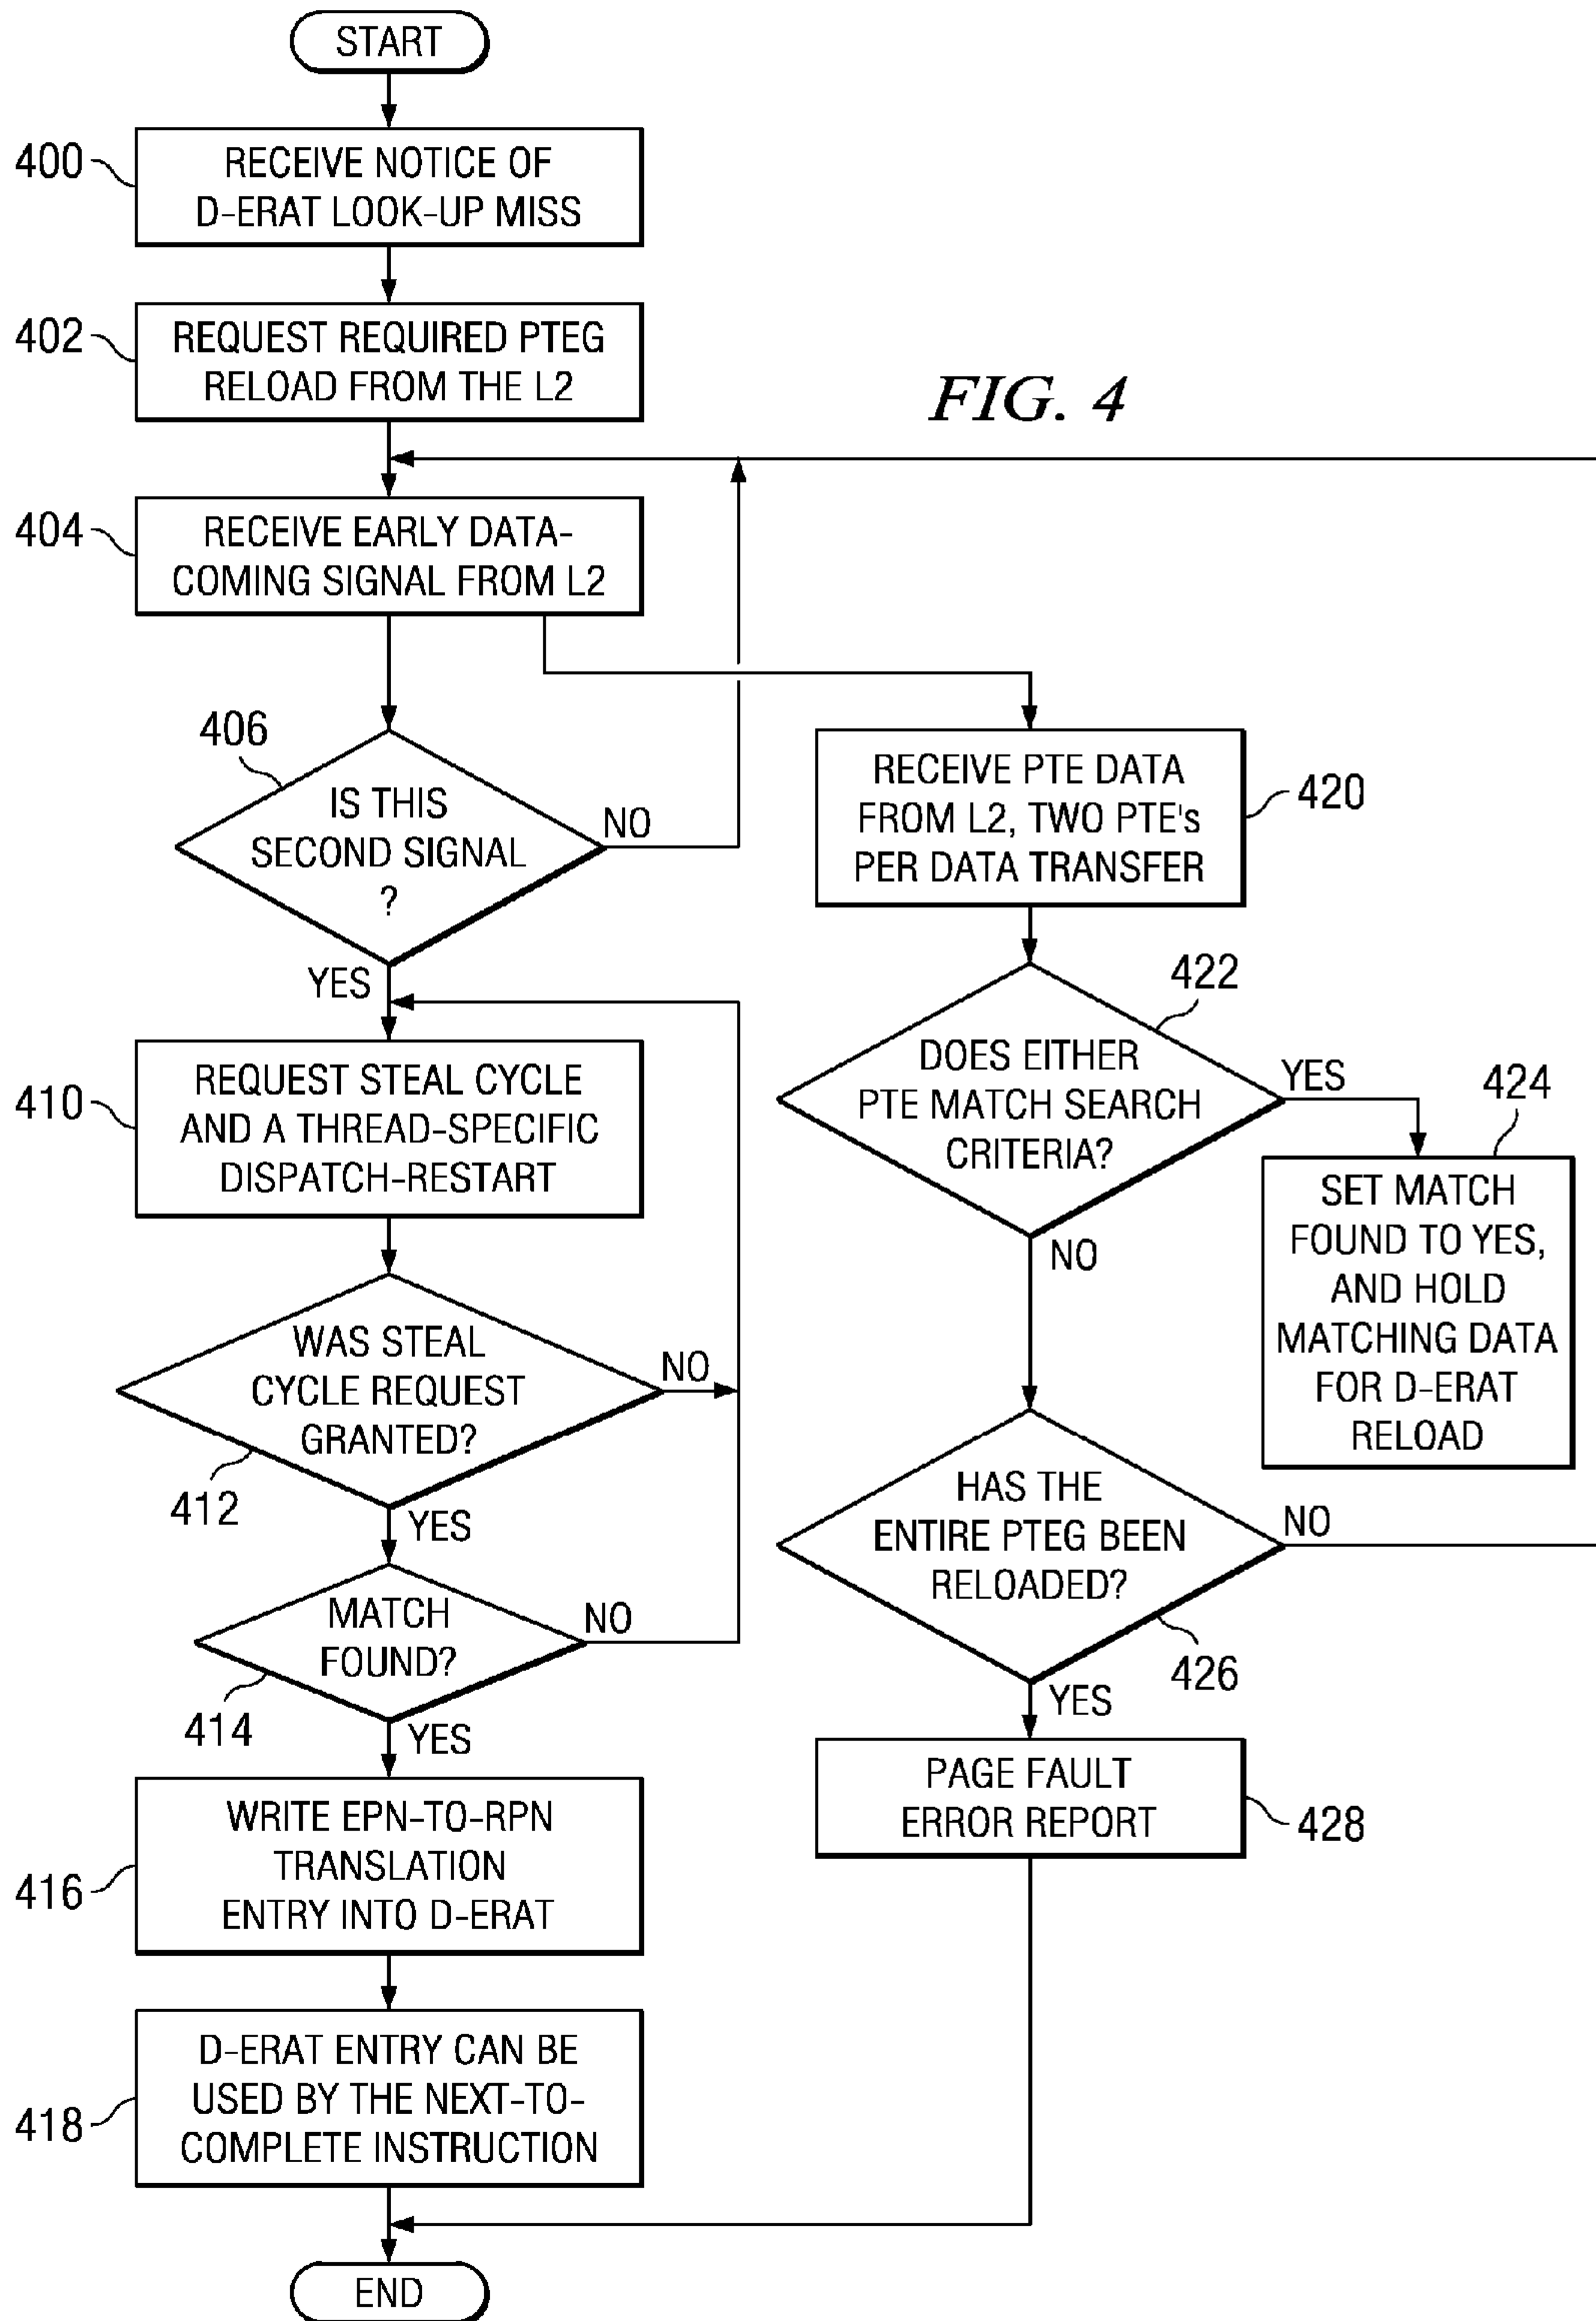 START
400
RECEIVE NOTICE OF
D-ERAT LOOK-UP MISS
402
REQUEST REQUIRED PTEG
RELOAD FROM THE L2
FIG. 4
404
RECEIVE EARLY DATA-
COMING SIGNAL FROM L2
406
IS THIS
SECOND SIGNAL
?
NO
YES
410
REQUEST STEAL CYCLE
AND A THREAD-SPECIFIC
DISPATCH-RESTART
WAS STEAL
CYCLE REQUEST
GRANTED?
NO
412
YES
MATCH
FOUND?
NO
414
YES
416
WRITE EPN-TO-RPN
TRANSLATION
ENTRY INTO D-ERAT
418
D-ERAT ENTRY CAN BE
USED BY THE NEXT-TO-
COMPLETE INSTRUCTION
END
RECEIVE PTE DATA
FROM L2, TWO PTE's
PER DATA TRANSFER
420
422
DOES EITHER
PTE MATCH SEARCH
CRITERIA?
YES
NO
424
SET MATCH
FOUND TO YES,
AND HOLD
MATCHING DATA
FOR D-ERAT
RELOAD
HAS THE
ENTIRE PTEG BEEN
RELOADED?
NO
426
YES
PAGE FAULT
ERROR REPORT
428